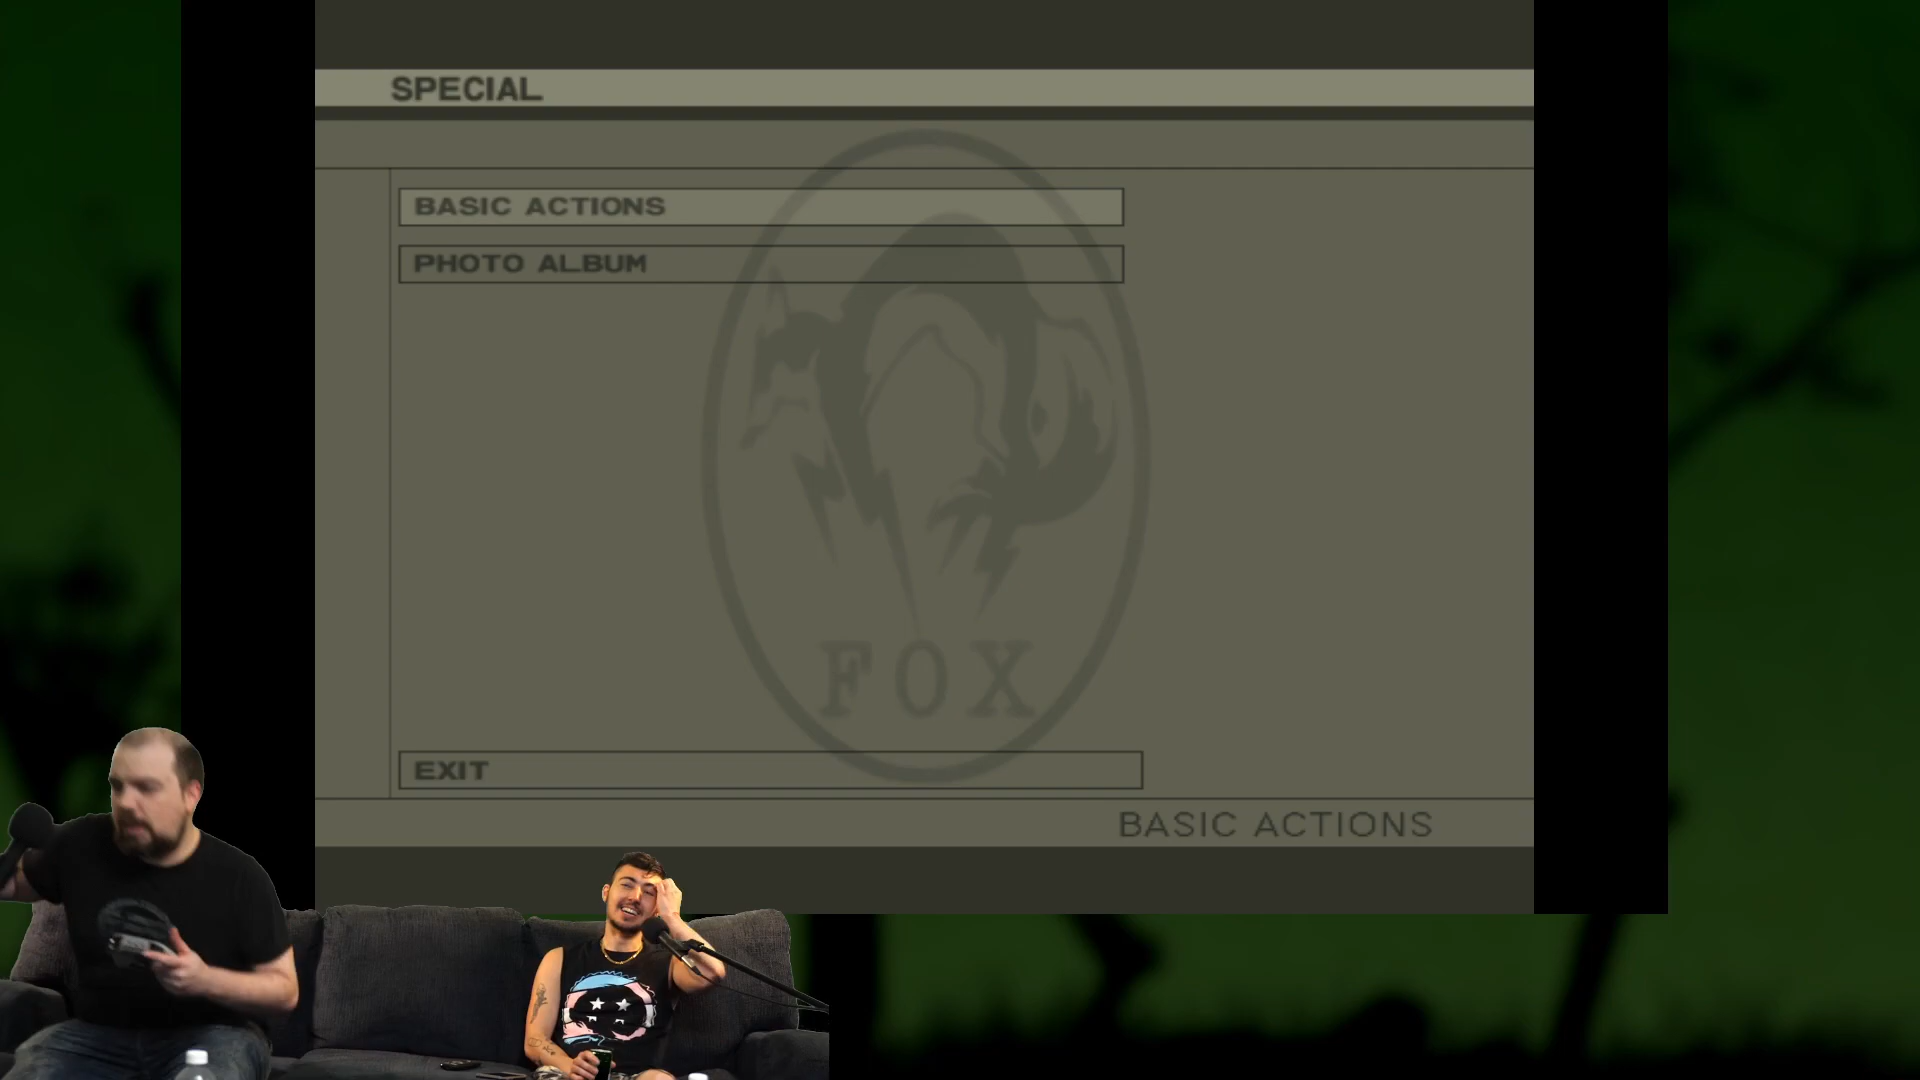 SPECIAL
BASIC ACTIONS
PHOTO ALBUM
FOX
EXIT
BASIC ACTIONS